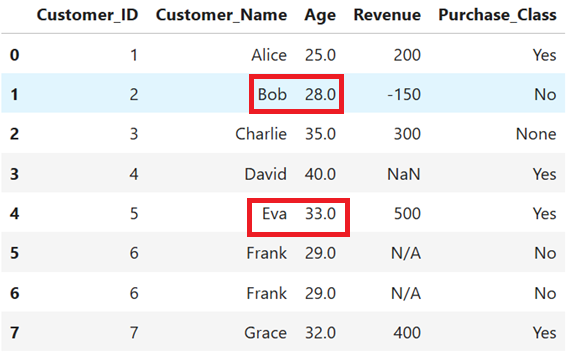 Customer_ID Customer_Name Age Revenue Purchase_Class
0 1 Alice 25.0 200 Yes
1 2 Bob 28.0 -150 No
2 3 Charlie 35.0 300 None
3 4 David 40.0 NaN Yes
4 5 Eva 33.0 500 Yes
5 6 Frank 29.0 N/A No
6 6 Frank 29.0 N/A No
7 7 Grace 32.0 400 Yes